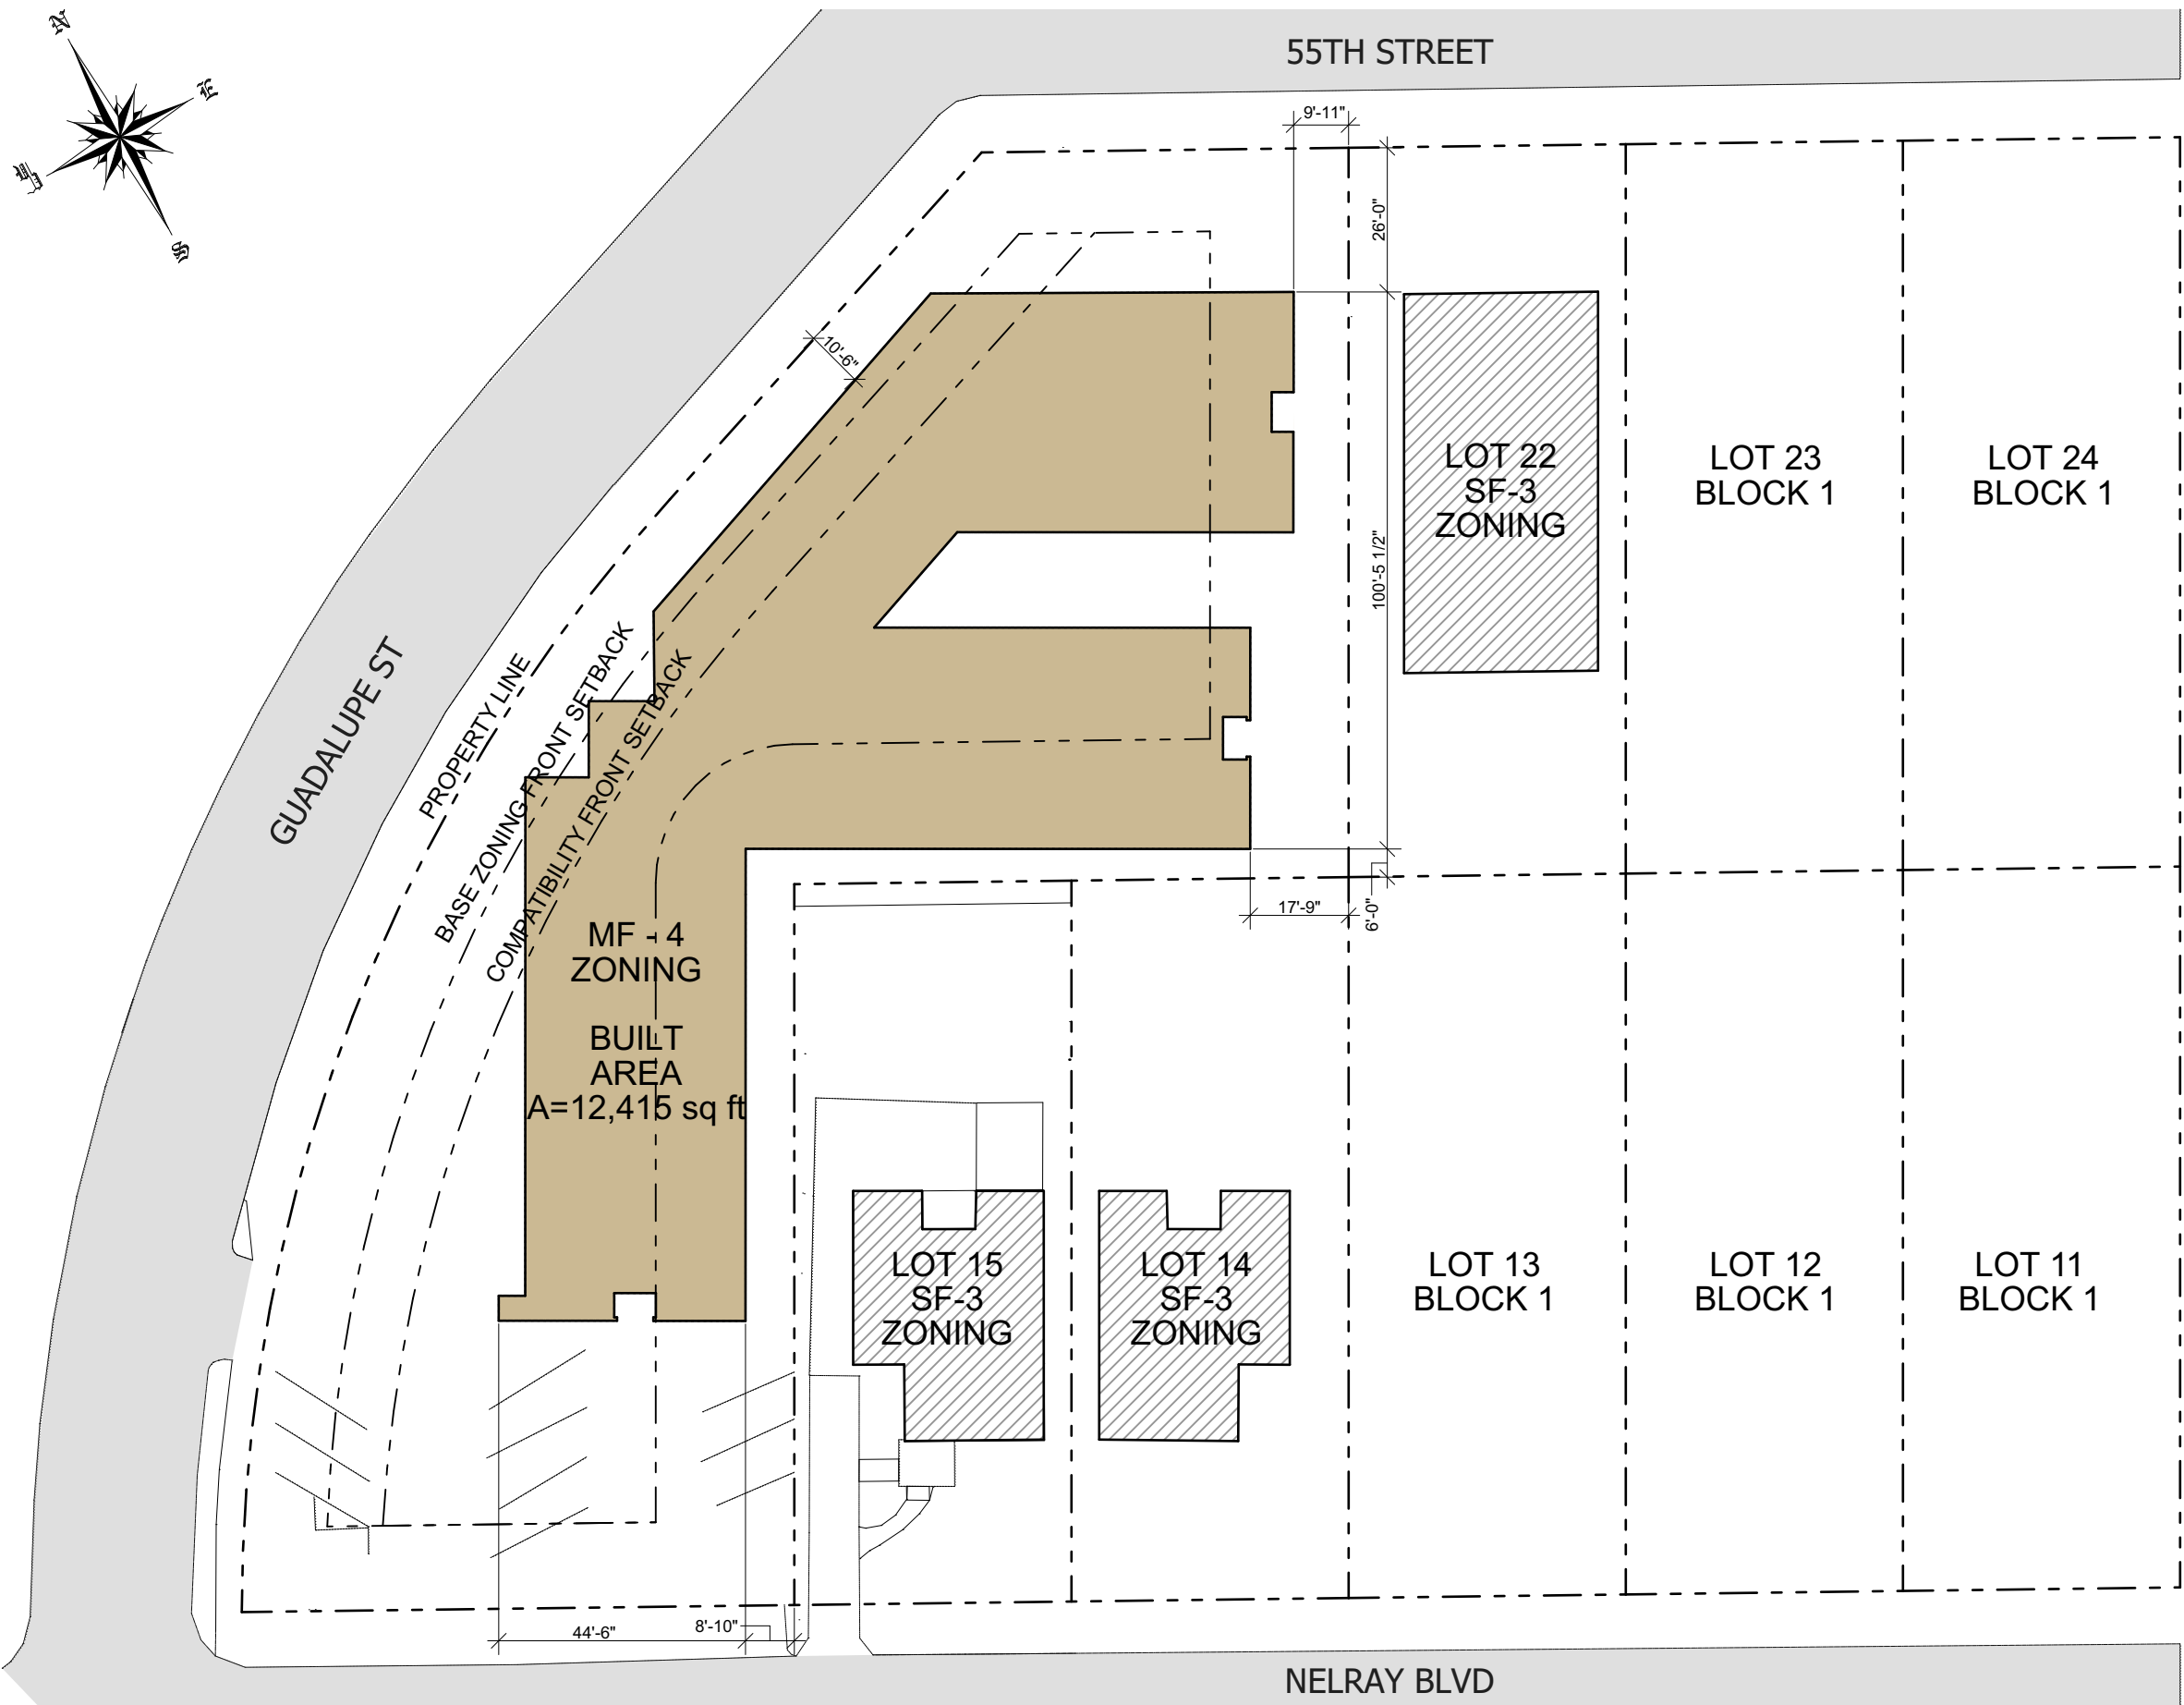 55TH STREET
N
E
S
9'-11"
26'-0"
10'-6"
LOT 22
SF-3
ZONING
LOT 23
BLOCK 1
LOT 24
BLOCK 1
100'-5 1/2"
GUADALUPE ST
PROPERTY LINE
BASE ZONING FRONT SETBACK
COMPATIBILITY FRONT SETBACK
17'-9"
6'-0"
MF - 4
ZONING
BUILT
AREA
A=12,415 sq ft
LOT 15
SF-3
ZONING
LOT 14
SF-3
ZONING
LOT 13
BLOCK 1
LOT 12
BLOCK 1
LOT 11
BLOCK 1
44'-6"
8'-10"
NELRAY BLVD